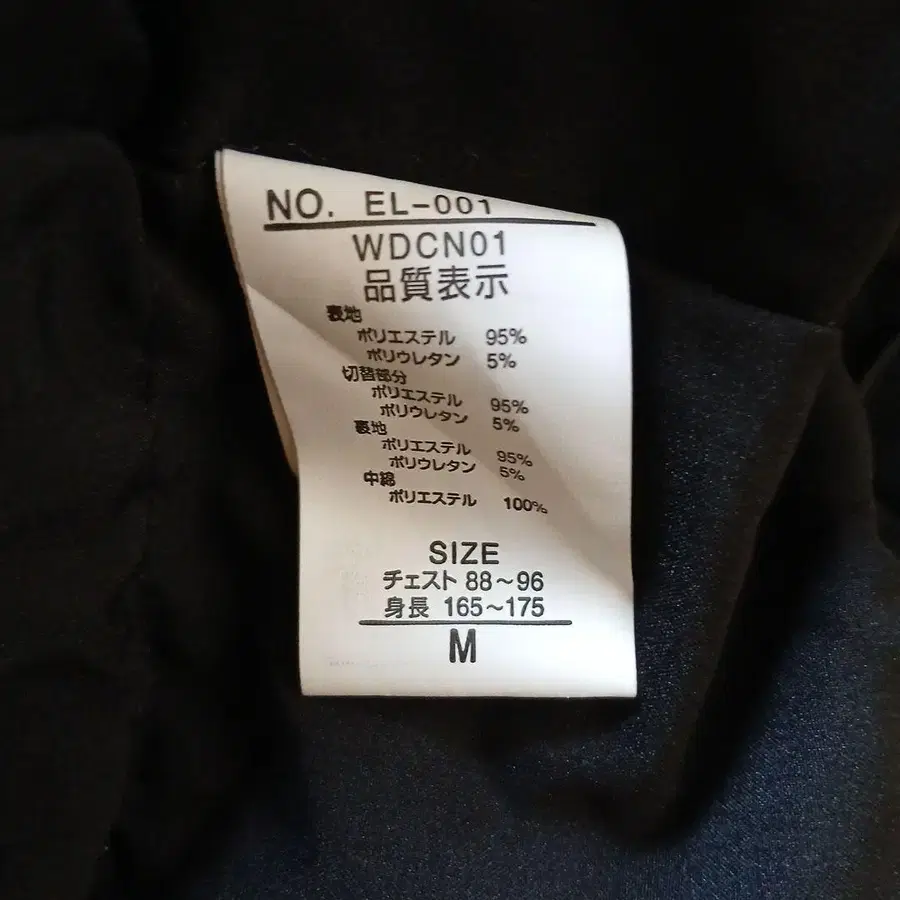 NO. EL-001
WDCN01
品質表示
表地
ポリエステル 95%
ポリウレタン 5%
切替部分
ポリエステル 95%
ポリウレタン 5%
裏地
ポリエステル 95%
ポリウレタン 5%
中綿
ポリエステル 100%
SIZE
チェスト 88~96
身長 165~175
M